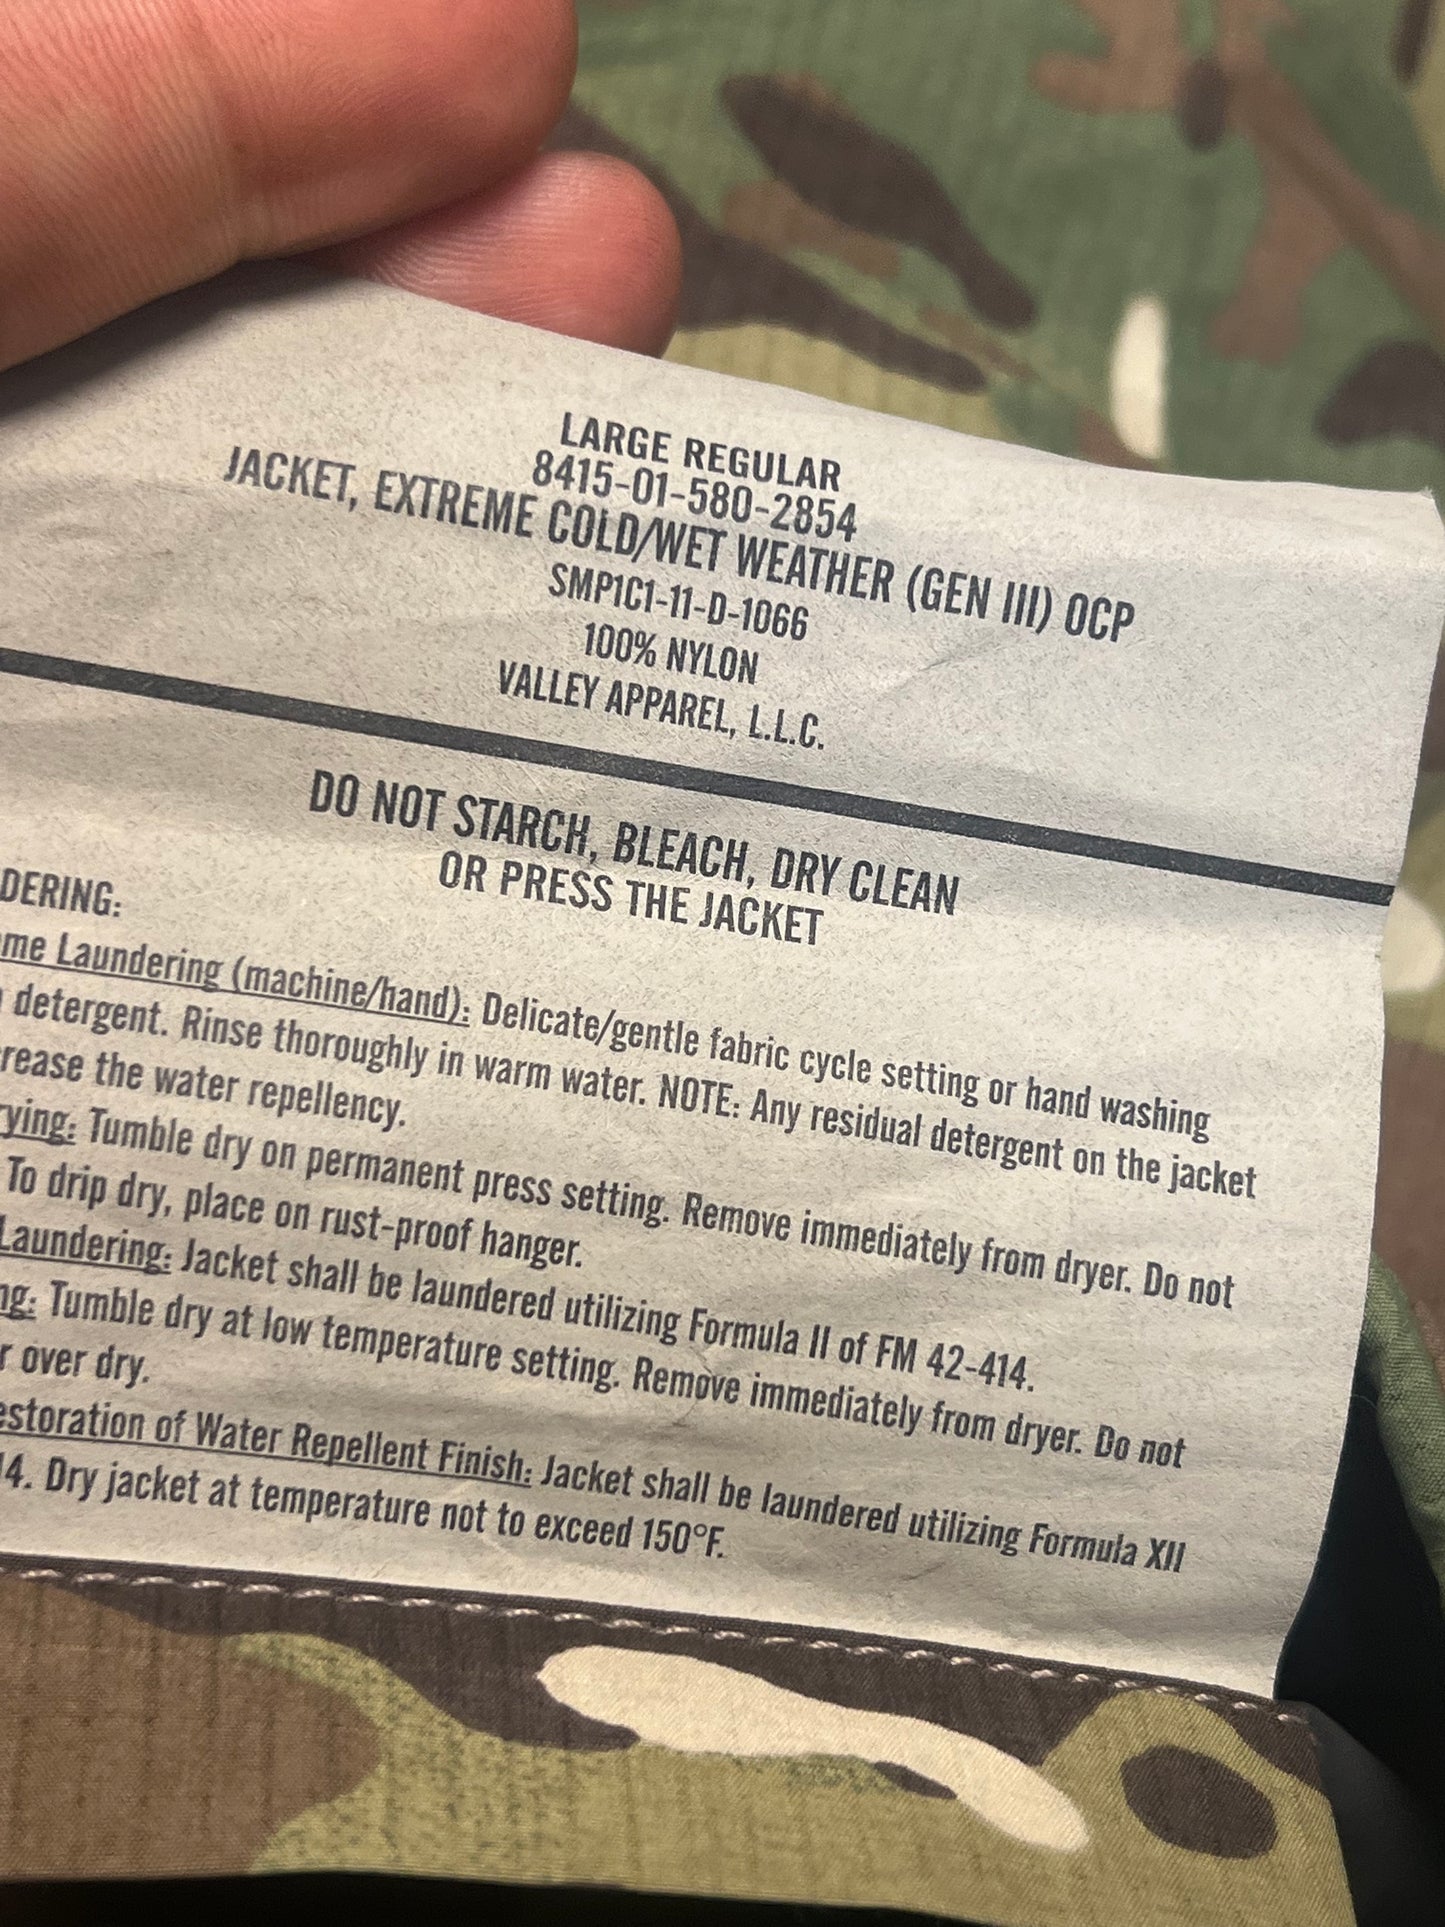 LARGE REGULAR
8415-01-580-2854
JACKET, EXTREME COLD/WET WEATHER (GEN III) OCP
SMP1C1-11-D-1066
100% NYLON
VALLEY APPAREL, L.L.C.
DO NOT STARCH, BLEACH, DRY CLEAN
OR PRESS THE JACKET
DERING:
me Laundering (machine/hand): Delicate/gentle fabric cycle setting or hand washing
detergent. Rinse thoroughly in warm water. NOTE: Any residual detergent on the jacket
rease the water repellency.
rying: Tumble dry on permanent press setting. Remove immediately from dryer. Do not
To drip dry, place on rust-proof hanger.
Laundering: Jacket shall be laundered utilizing Formula II of FM 42-414.
ng: Tumble dry at low temperature setting. Remove immediately from dryer. Do not
r over dry.
estoration of Water Repellent Finish: Jacket shall be laundered utilizing Formula XII
14. Dry jacket at temperature not to exceed 150°F.